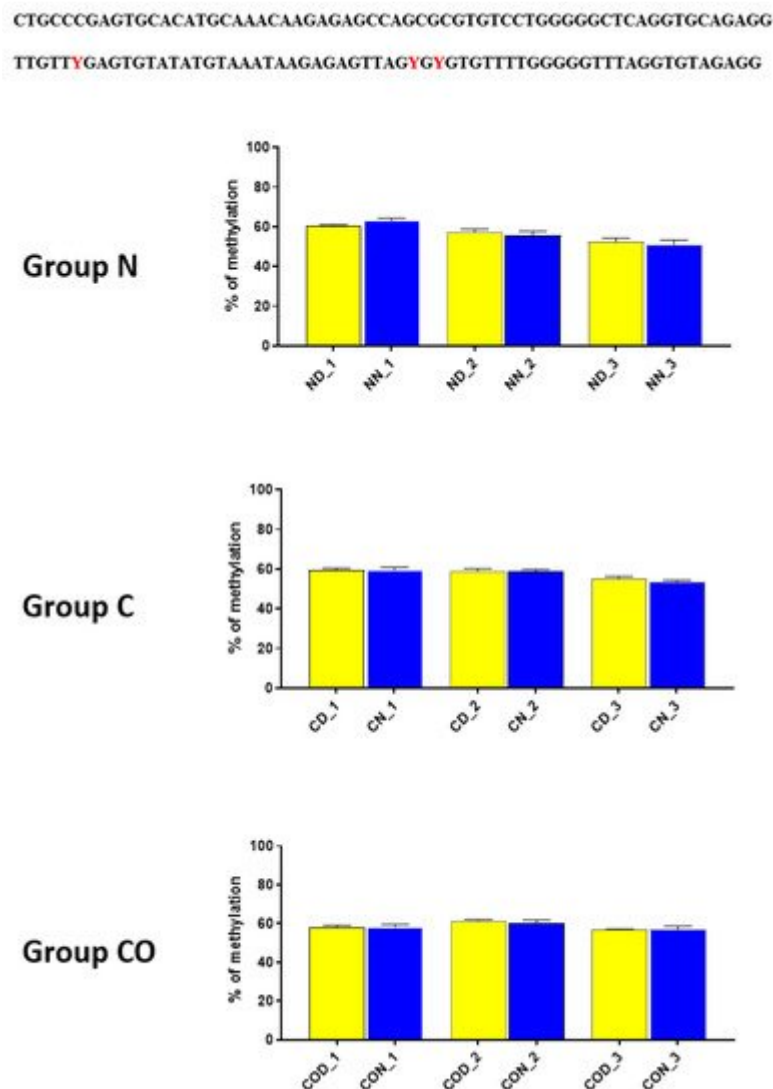 CTGCCCGAGTGCACATGCAAACAAGAGAGCCAGCGCGTGTCCTGGGGGCTCAGGTGCAGAGG
TTGTTYGAGTGTATATGTAAATAAGAGAGTTAGYGYGTGTTTTGGGGGTTTAGGTGTAGAGG
Group N
% of methylation
100
80
60
40
20
0
ND_1 NN_1 ND_2 NN_2 ND_3 NN_3
Group C
% of methylation
100
80
60
40
20
0
CD_1 CN_1 CD_2 CN_2 CD_3 CN_3
Group CO
% of methylation
100
80
60
40
20
0
COD_1 CON_1 COD_2 CON_2 COD_3 CON_3